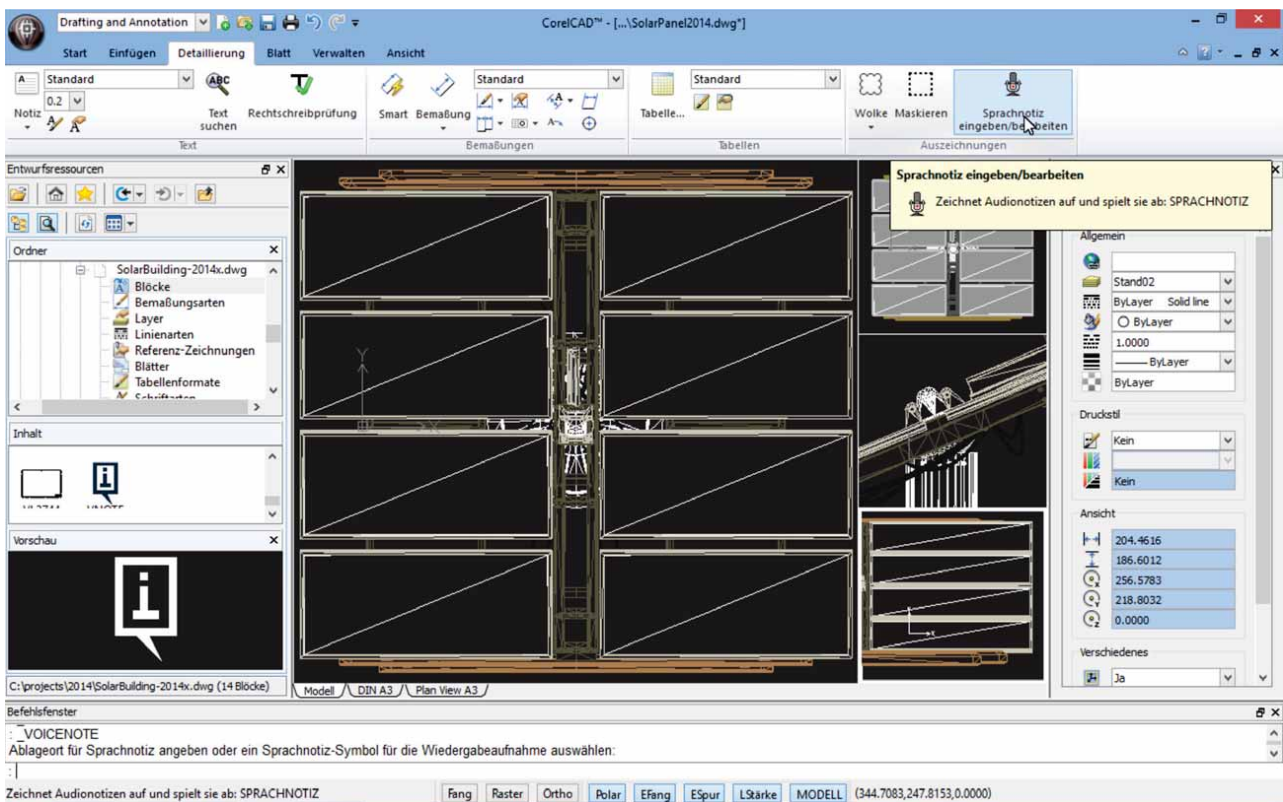 Drafting and Annotation
CorelCAD™ - [...\SolarPanel2014.dwg*]
Start Einfügen Detaillierung Blatt Verwalten Ansicht
Standard
0.2
Notiz
ABC
Text suchen
Rechtschreibprüfung
Text
Smart
Bemaßung
Standard
Bemaßungen
Tabelle...
Standard
Tabellen
Wolke
Maskieren
Sprachnotiz
eingeben/bearbeiten
Auszeichnungen
Sprachnotiz eingeben/bearbeiten
Zeichnet Audionotizen auf und spielt sie ab: SPRACHNOTIZ
Entwurfsressourcen
Ordner
SolarBuilding-2014x.dwg
Blöcke
Bemaßungsarten
Layer
Linienarten
Referenz-Zeichnungen
Blätter
Tabellenformate
Inhalt
Vorschau
C:\projects\2014\SolarBuilding-2014x.dwg (14 Blöcke)
Y
Modell DIN A3 Plan View A3
Allgemein
Stand02
ByLayer Solid line
ByLayer
1.0000
ByLayer
ByLayer
Druckstil
Kein
Kein
Ansicht
204.4616
186.6012
256.5783
218.8032
0.0000
Verschiedenes
Ja
Befehlsfenster
: _VOICENOTE
Ablageort für Sprachnotiz angeben oder ein Sprachnotiz-Symbol für die Wiedergabeaufnahme auswählen:
:
Zeichnet Audionotizen auf und spielt sie ab: SPRACHNOTIZ
Fang Raster Ortho Polar EFang ESpur LStärke MODELL (344.7083,247.8153,0.0000)